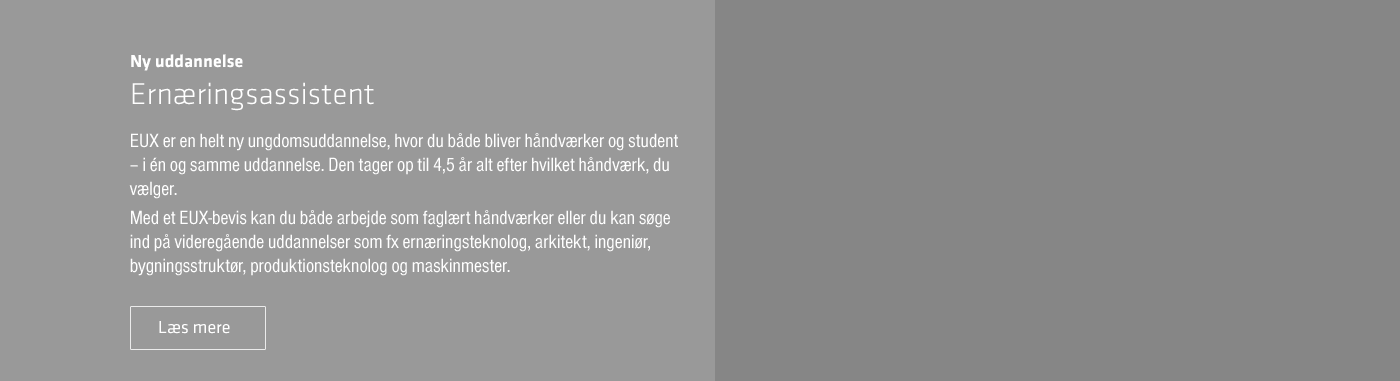 Ny uddannelse
Ernæringsassistent
EUX er en helt ny ungdomsuddannelse, hvor du både bliver håndværker og student
– i én og samme uddannelse. Den tager op til 4,5 år alt efter hvilket håndværk, du
vælger.
Med et EUX-bevis kan du både arbejde som faglært håndværker eller du kan søge
ind på videregående uddannelser som fx ernæringsteknolog, arkitekt, ingeniør,
bygningsstruktør, produktionsteknolog og maskinmester.
Læs mere